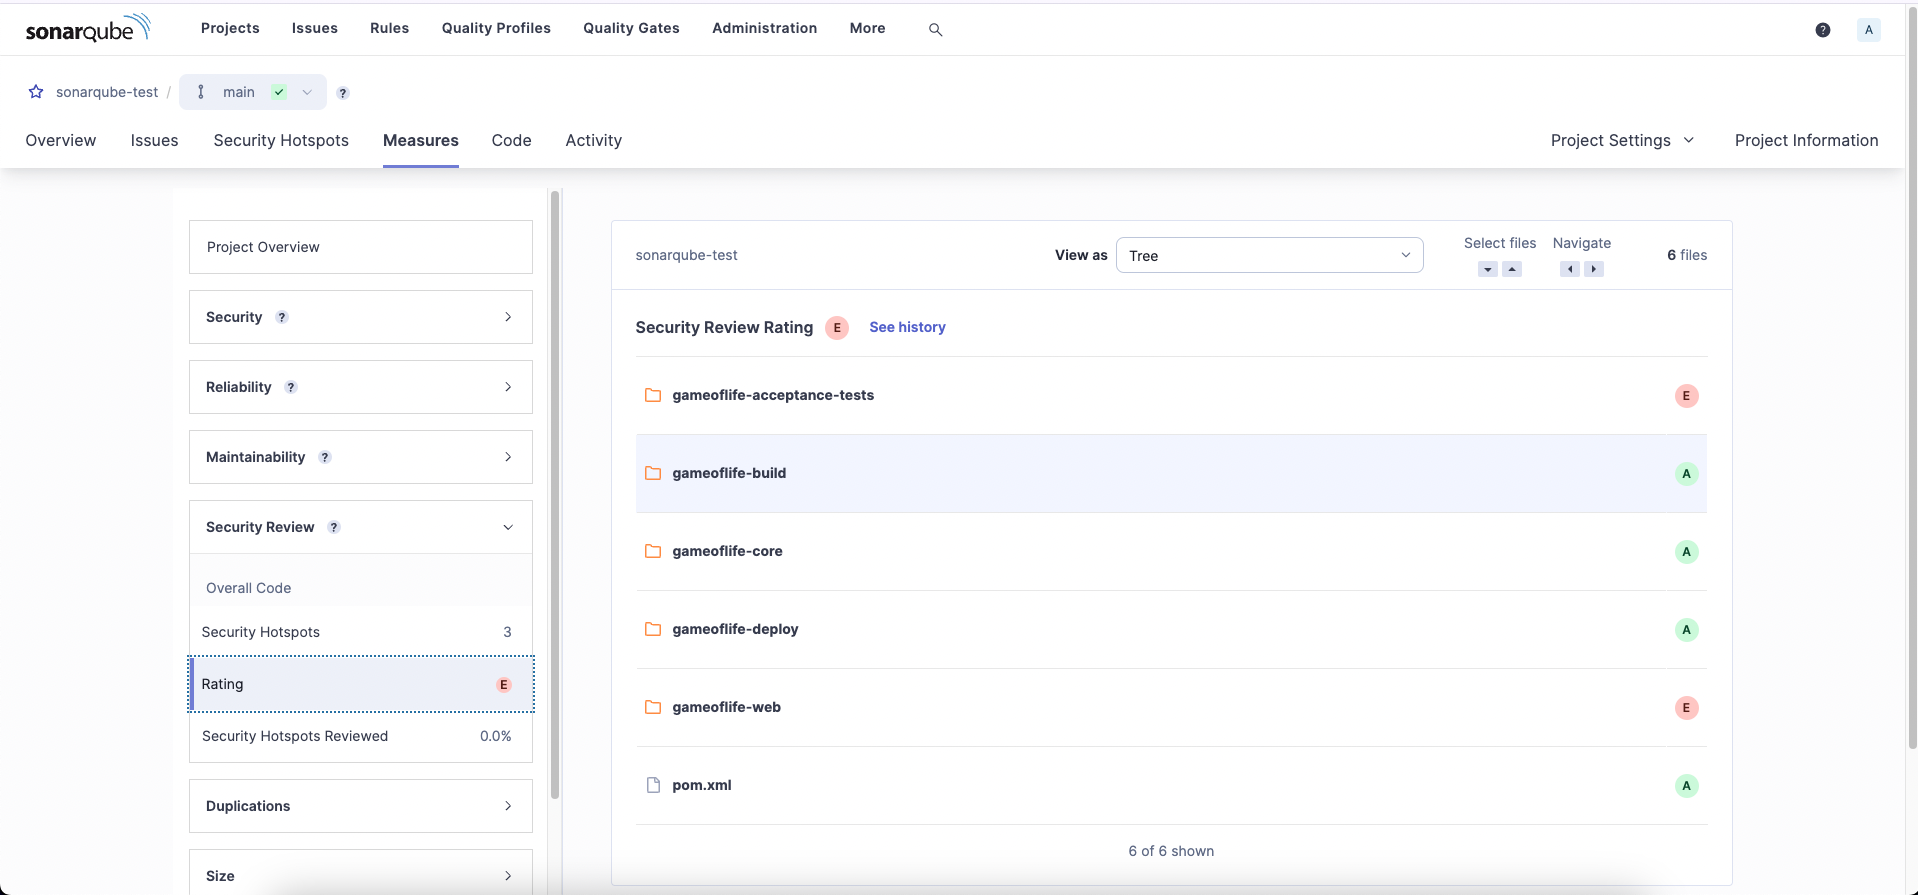 sonarqube
Projects
Issues
Rules
Quality Profiles
Quality Gates
Administration
More
?
A
sonarqube-test / main ?
Overview
Issues
Security Hotspots
Measures
Code
Activity
Project Settings
Project Information
Project Overview
Security ?
Reliability ?
Maintainability ?
Security Review ?
Overall Code
Security Hotspots 3
Rating E
Security Hotspots Reviewed 0.0%
Duplications
Size
sonarqube-test
View as Tree
Select files
Navigate
6 files
Security Review Rating E See history
gameoflife-acceptance-tests E
gameoflife-build A
gameoflife-core A
gameoflife-deploy A
gameoflife-web E
pom.xml A
6 of 6 shown